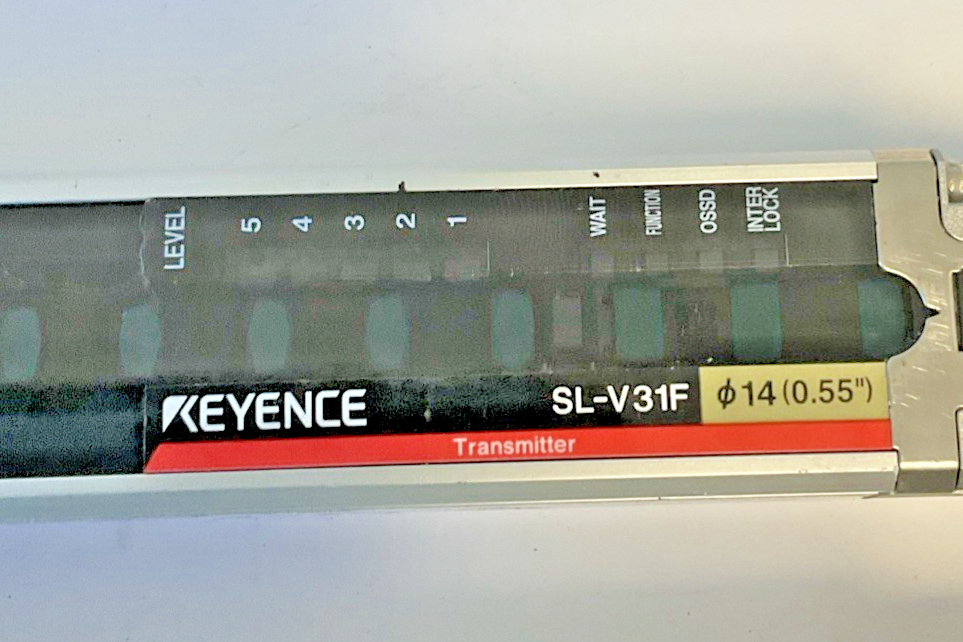 LEVEL 5 4 3 2 1 WAIT FUNCTION OSSD INTER LOCK
KEYENCE SL-V31F ϕ14(0.55")
Transmitter